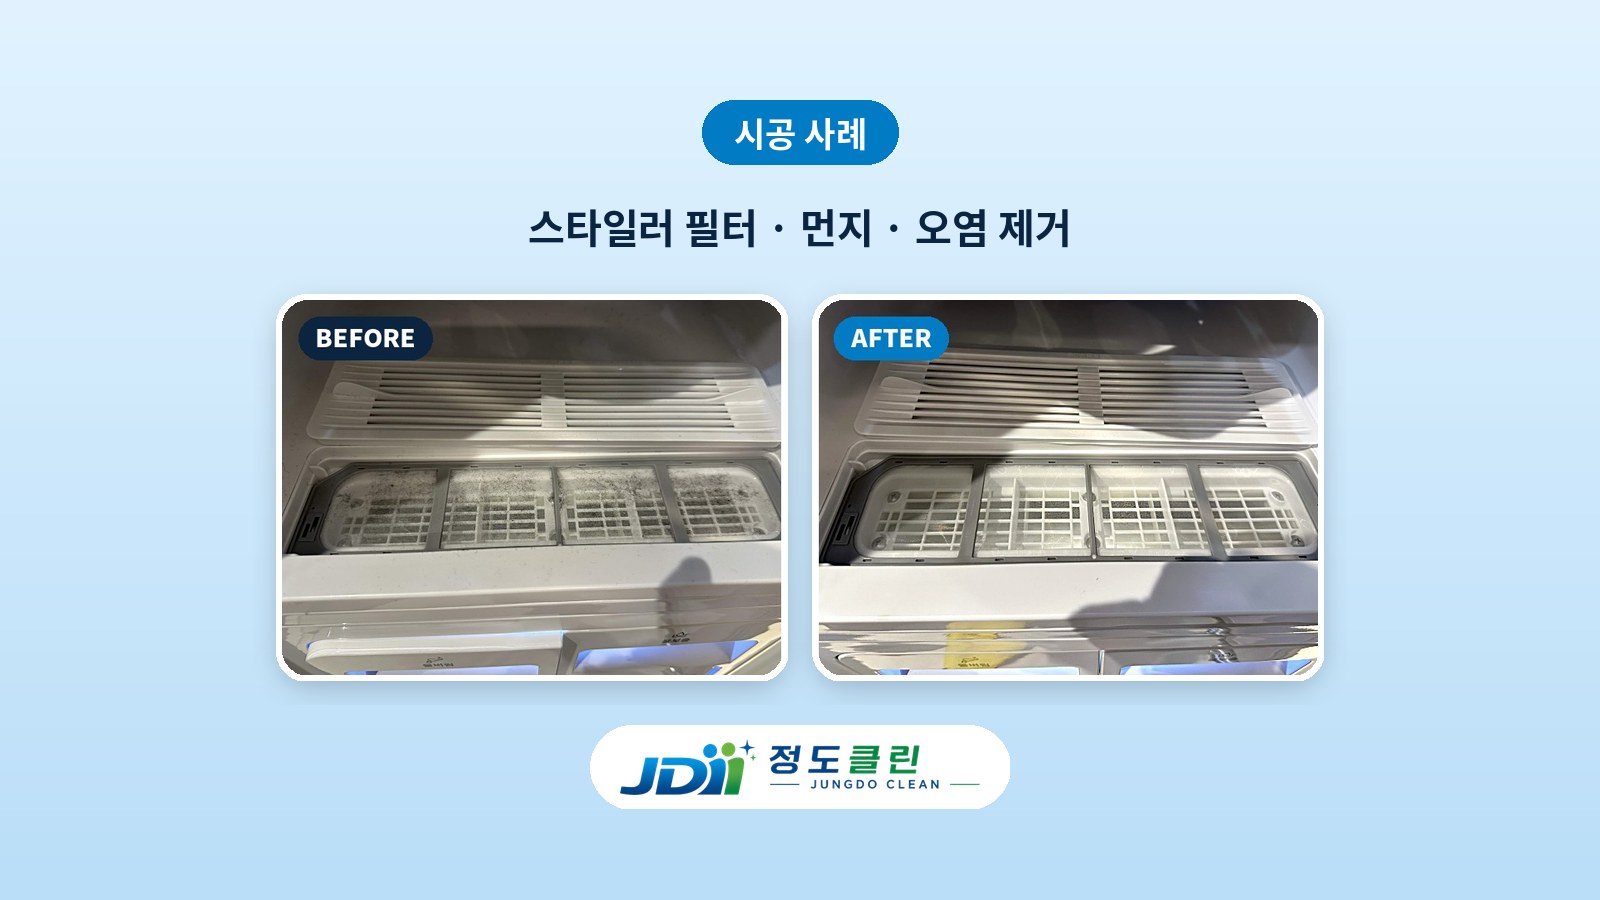 시공 사례
스타일러 필터 · 먼지 · 오염 제거
BEFORE
AFTER
JDii 정도클린
JUNGDO CLEAN